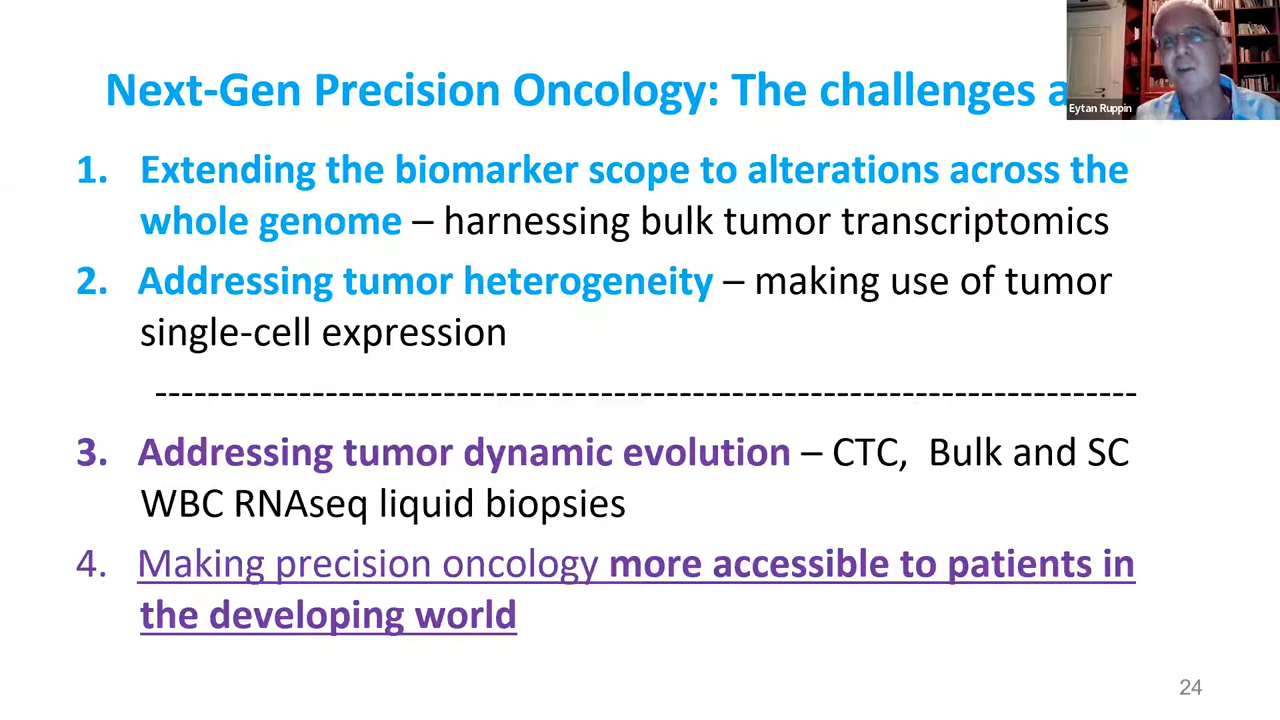 Next-Gen Precision Oncology: The challenges a
Eytan Ruppin
1. Extending the biomarker scope to alterations across the
whole genome – harnessing bulk tumor transcriptomics
2. Addressing tumor heterogeneity – making use of tumor
single-cell expression
-------------------------------------------------------------------------
3. Addressing tumor dynamic evolution – CTC, Bulk and SC
WBC RNAseq liquid biopsies
4. Making precision oncology more accessible to patients in
the developing world
24